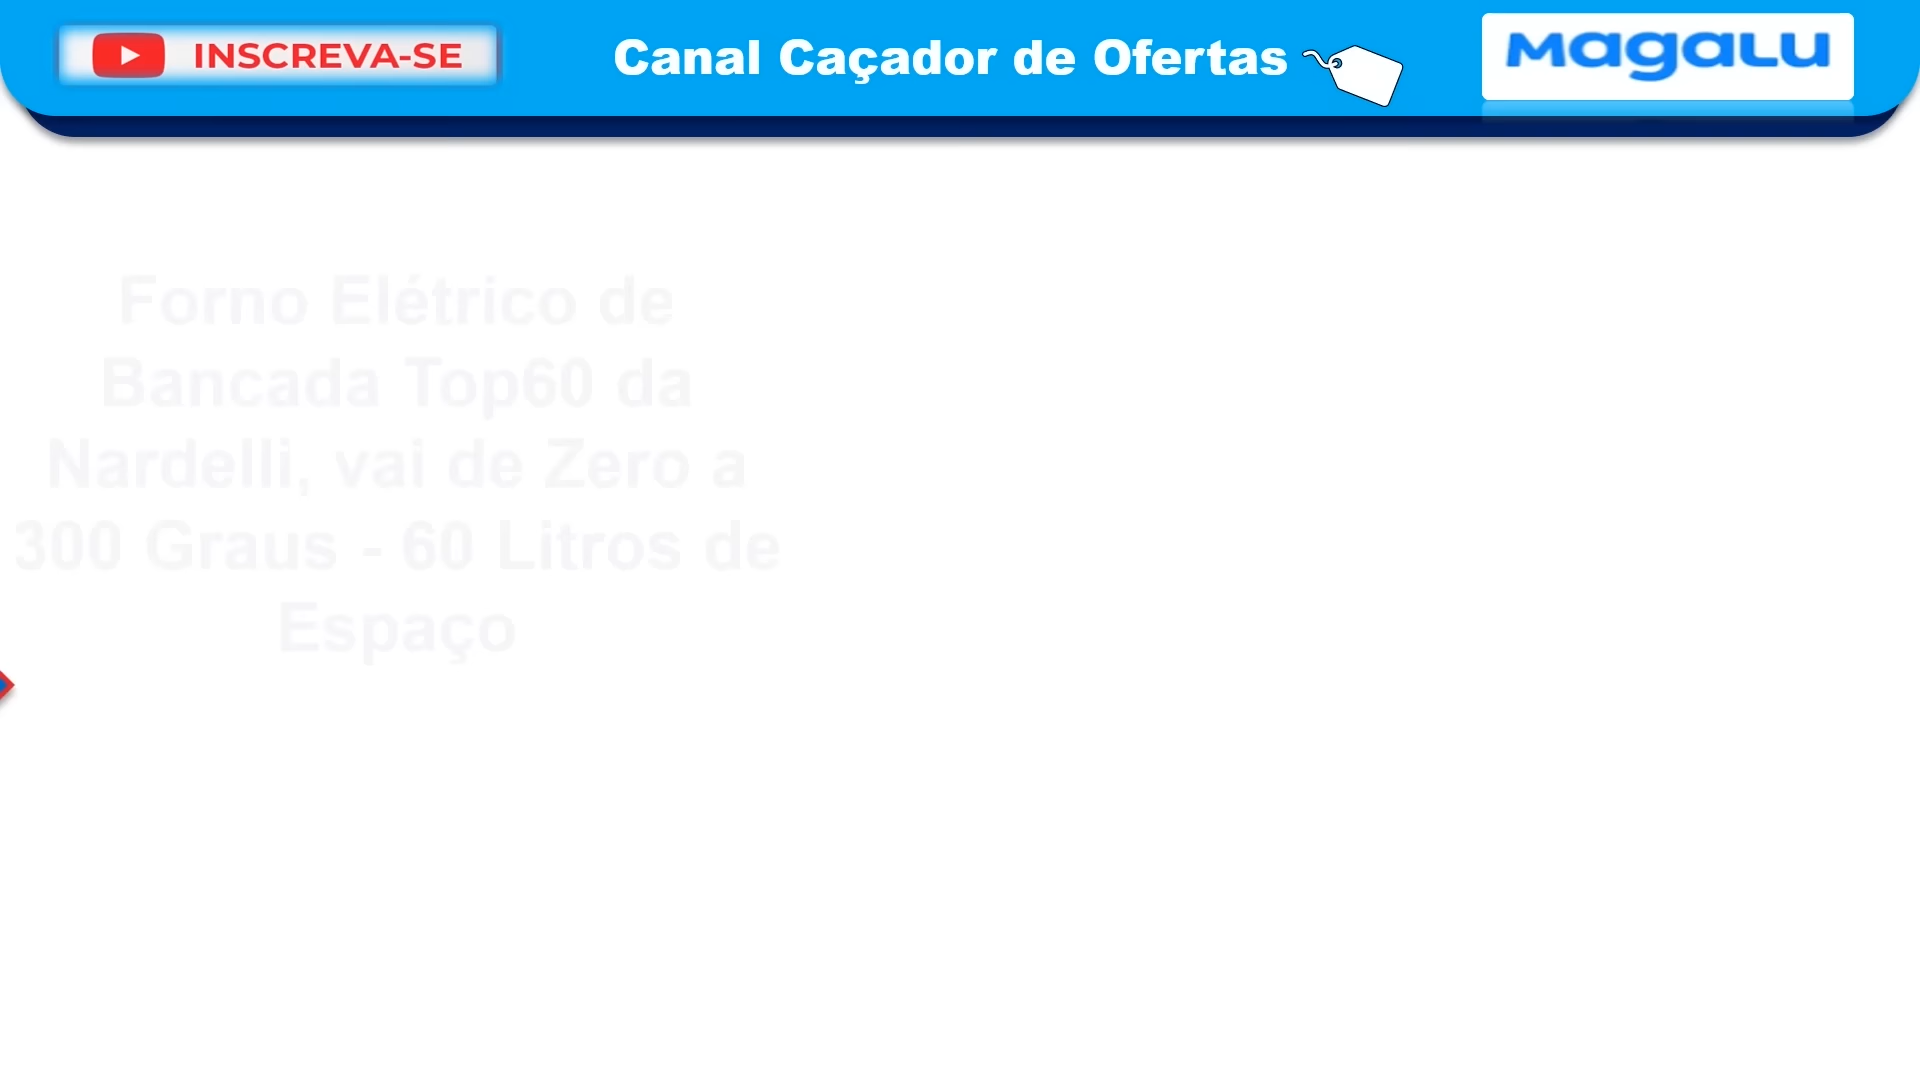 INSCREVA-SE
Canal Caçador de Ofertas
Magalu
Forno Elétrico de
Bancada Top60 da
Nardelli, vai de Zero a
300 Graus - 60 Litros de
Espaço